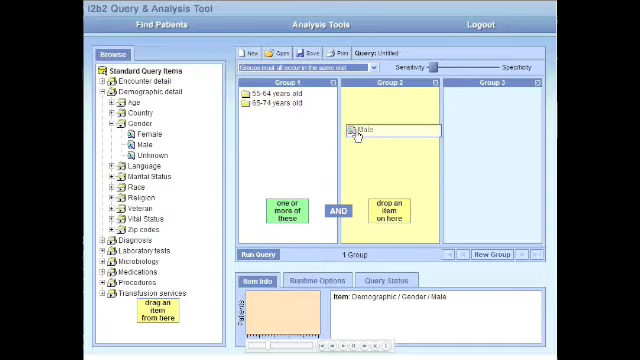 i2b2 Query & Analysis Tool
Find Patients
Analysis Tools
Logout
Browse
Standard Query Items
Encounter detail
Demographic detail
Age
Country
Gender
Female
Male
Unknown
Language
Marital Status
Race
Religion
Veteran
Vital Status
Zip codes
Diagnosis
Laboratory tests
Microbiology
Medications
Procedures
Transfusion services
drag an
item
from here
New
Open
Save
Print
Query: Untitled
Groups must all occur in the same visit
Sensitivity
Specificity
Group 1 X
55-64 years old
65-74 years old
one or
more of
these
AND
Group 2 X
Male
drop an
item
on here
Group 3 X
Run Query
1 Group
New Group
Item Info
Runtime Options
Query Status
Patients
Item: Demographic / Gender / Male